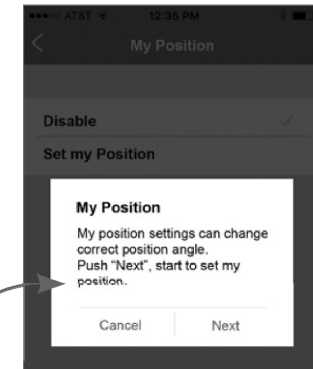 AT&T 12:35 PM
My Position
Disable
Set my Position
My Position
My position settings can change
correct position angle.
Push “Next”, start to set my
position.
Cancel Next